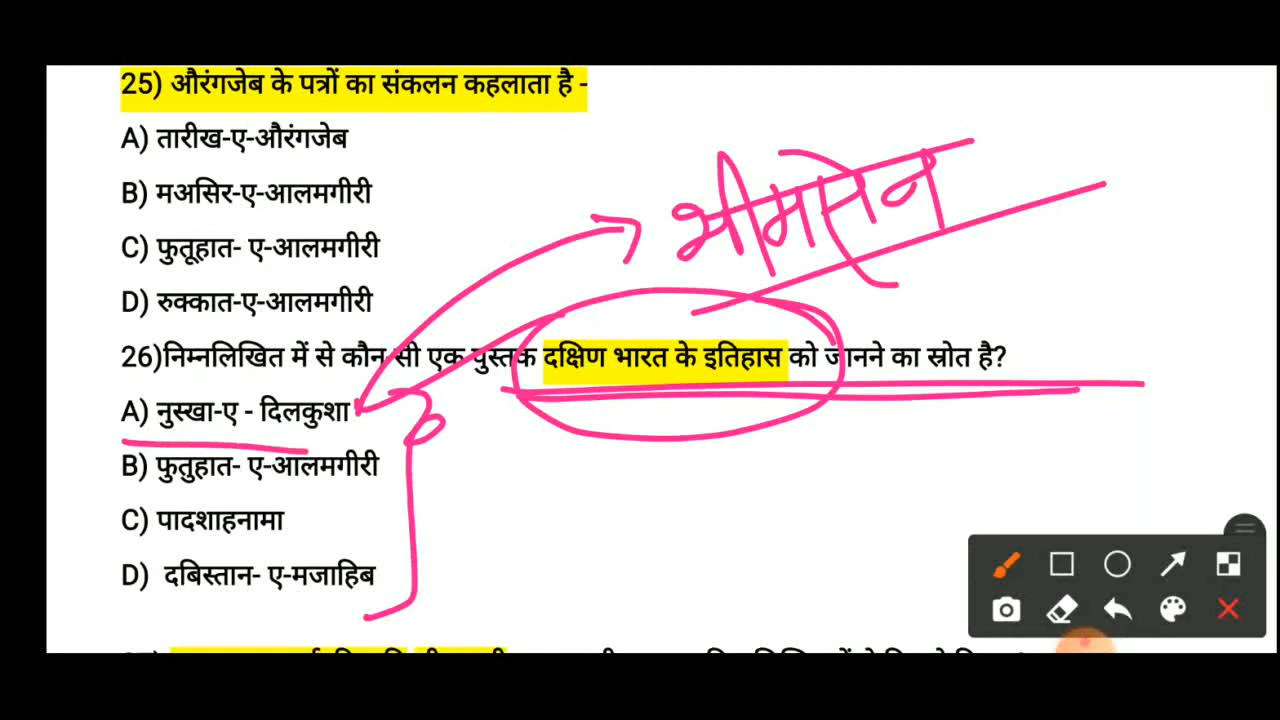 25) औरंगजेब के पत्रों का संकलन कहलाता है -
A) तारीख-ए-औरंगजेब
B) मअसिर-ए-आलमगीरी
C) फुतूहात- ए-आलमगीरी
D) रुक्कात-ए-आलमगीरी
भीमसेन
26)निम्नलिखित में से कौन सी एक पुस्तक दक्षिण भारत के इतिहास को जानने का स्रोत है?
A) नुस्खा-ए - दिलकुशा
B) फुतुहात- ए-आलमगीरी
C) पादशाहनामा
D) दबिस्तान- ए-मजाहिब